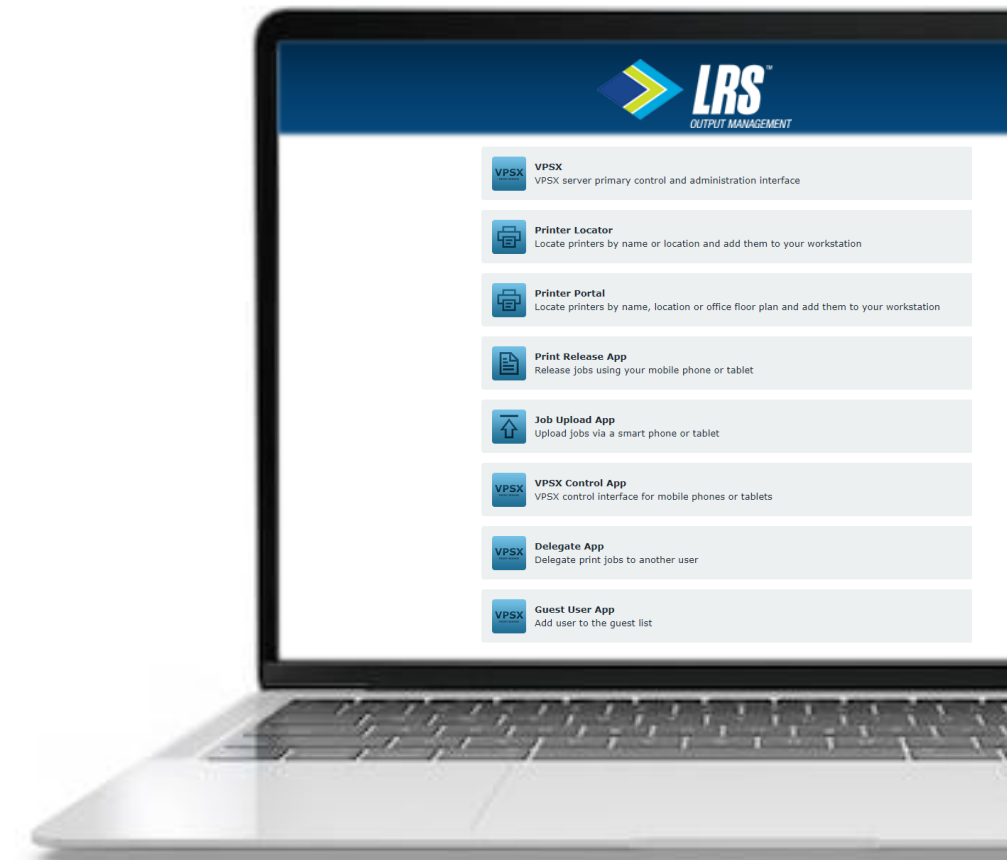 LRS™
OUTPUT MANAGEMENT
VPSX
VPSX
VPSX server primary control and administration interface
Printer Locator
Locate printers by name or location and add them to your workstation
Printer Portal
Locate printers by name, location or office floor plan and add them to your workstation
Print Release App
Release jobs using your mobile phone or tablet
Job Upload App
Upload jobs via a smart phone or tablet
VPSX
VPSX Control App
VPSX control interface for mobile phones or tablets
VPSX
Delegate App
Delegate print jobs to another user
VPSX
Guest User App
Add user to the guest list